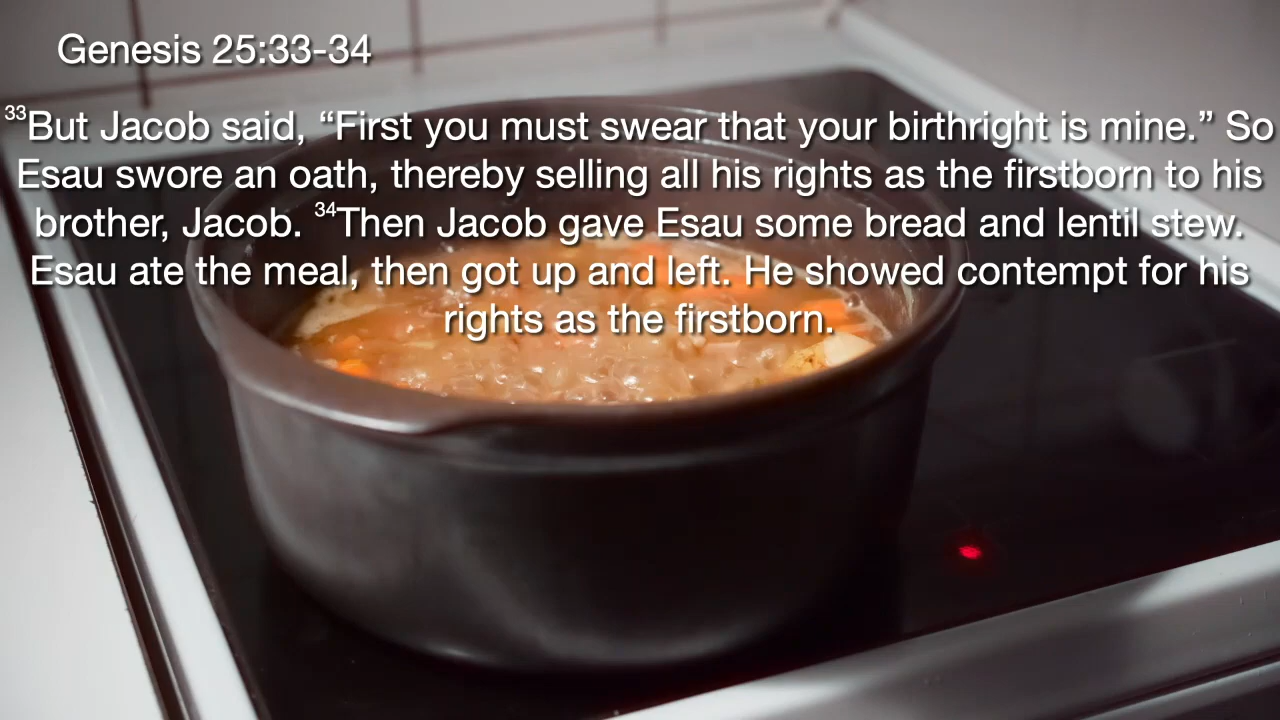 Genesis 25:33-34
³³But Jacob said, “First you must swear that your birthright is mine.” So
Esau swore an oath, thereby selling all his rights as the firstborn to his
brother, Jacob. ³⁴Then Jacob gave Esau some bread and lentil stew.
Esau ate the meal, then got up and left. He showed contempt for his
rights as the firstborn.